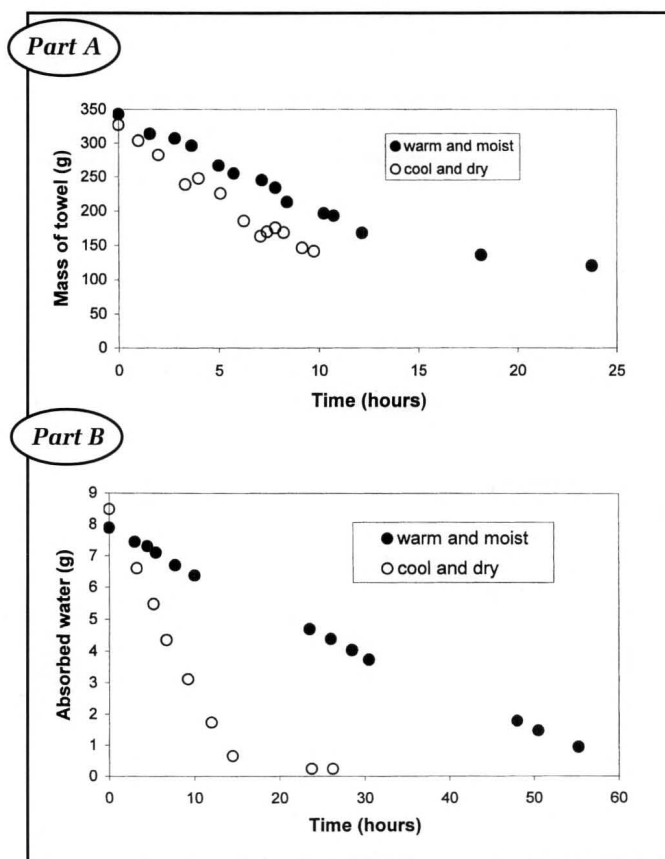 Part A
350
300
250
200
150
100
50
0
Mass of towel (g)
warm and moist
cool and dry
0 5 10 15 20 25
Time (hours)
Part B
9
8
7
6
5
4
3
2
1
0
Absorbed water (g)
warm and moist
cool and dry
0 10 20 30 40 50 60
Time (hours)